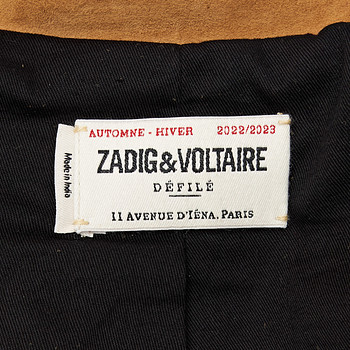 AUTOMNE - HIVER 2022/2023
ZADIG&VOLTAIRE
DÉFILÉ
11 AVENUE D'IÉNA, PARIS
Made in India